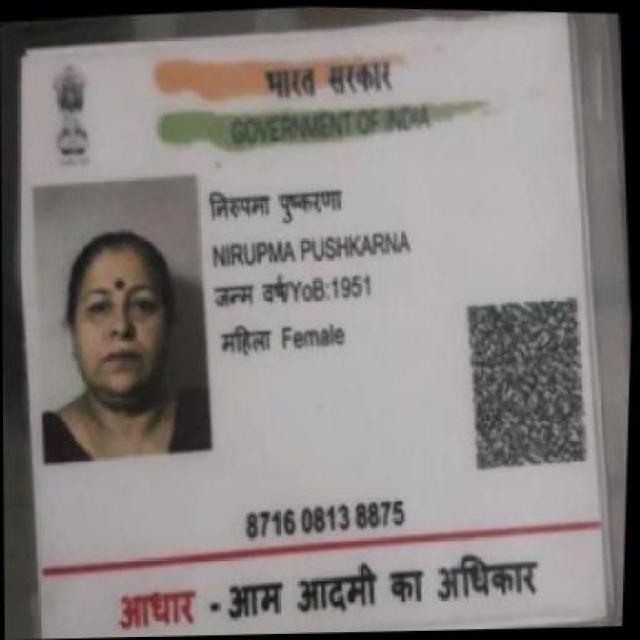 भारत सरकार
GOVERNMENT OF INDIA
निरुपमा पुष्करणा
NIRUPMA PUSHKARNA
जन्म वर्ष/YoB:1951
महिला Female
8716 0813 8875
आधार - आम आदमी का अधिकार